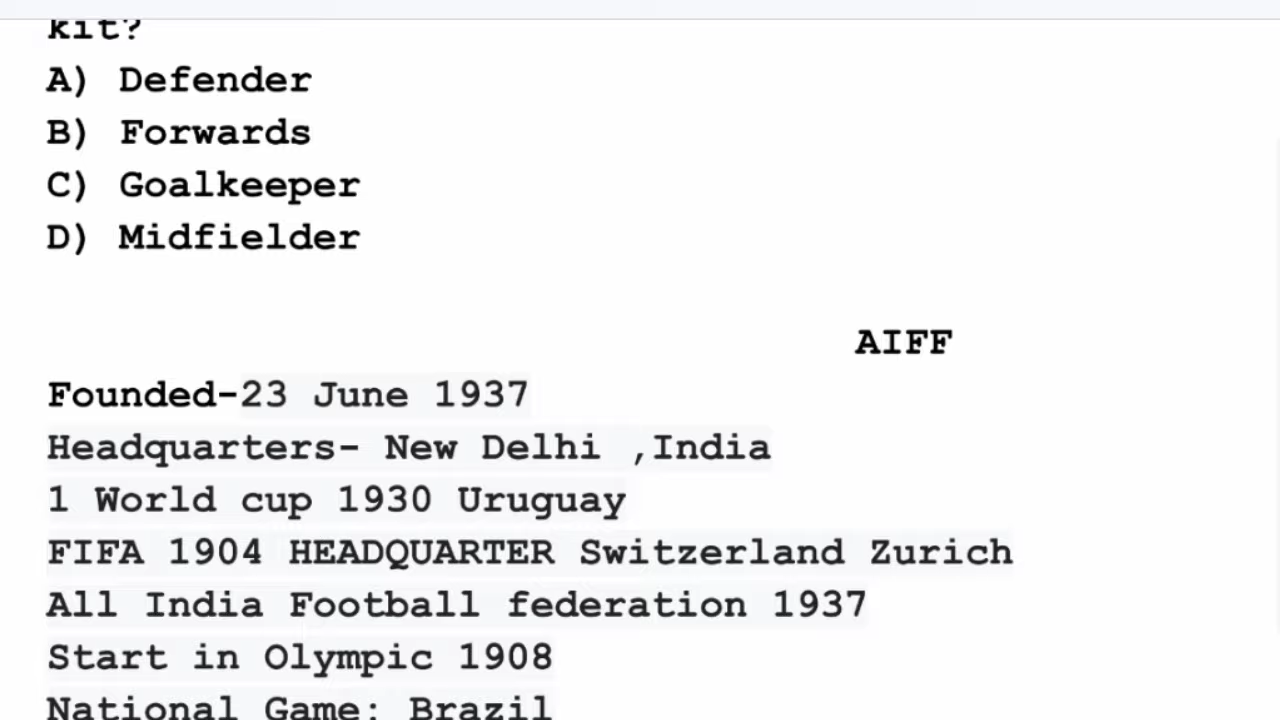 kit?
A) Defender
B) Forwards
C) Goalkeeper
D) Midfielder
AIFF
Founded-23 June 1937
Headquarters- New Delhi ,India
1 World cup 1930 Uruguay
FIFA 1904 HEADQUARTER Switzerland Zurich
All India Football federation 1937
Start in Olympic 1908
National Game: Brazil